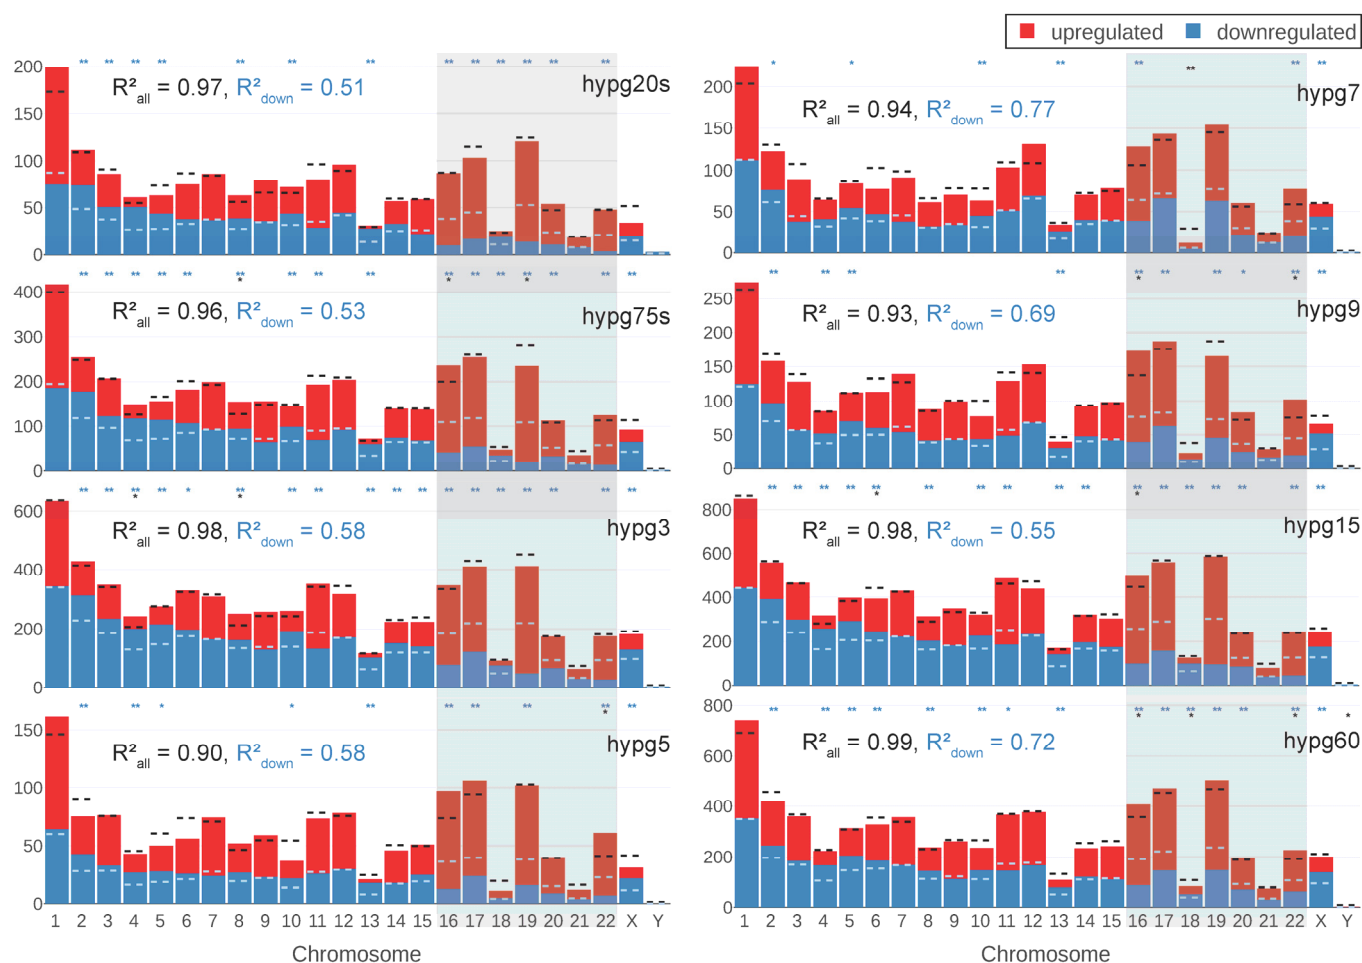 upregulated downregulated
200
150
100
50
0
** ** ** ** ** ** ** ** ** ** ** ** **
R²all = 0.97, R²down = 0.51
hypg20s
200
150
100
50
0
* * ** ** ** ** ** **
R²all = 0.94, R²down = 0.77
hypg7
400
300
200
100
0
** ** ** ** ** ** ** ** ** ** ** ** ** ** ** **
* * *
R²all = 0.96, R²down = 0.53
hypg75s
250
200
150
100
50
0
** ** ** ** ** ** ** * ** **
* *
R²all = 0.93, R²down = 0.69
hypg9
600
400
200
0
** ** ** ** * ** ** ** ** ** ** ** ** ** ** ** ** ** **
* *
R²all = 0.98, R²down = 0.58
hypg3
800
600
400
200
0
** ** ** ** ** ** ** ** ** ** ** ** ** ** ** ** **
* *
R²all = 0.98, R²down = 0.55
hypg15
150
100
50
0
** ** * * ** ** ** ** ** **
*
R²all = 0.90, R²down = 0.58
hypg5
800
600
400
200
0
** ** ** ** ** ** * ** ** ** ** ** ** ** ** *
* * *
R²all = 0.99, R²down = 0.72
hypg60
1 2 3 4 5 6 7 8 9 10 11 12 13 14 15 16 17 18 19 20 21 22 X Y
Chromosome
1 2 3 4 5 6 7 8 9 10 11 12 13 14 15 16 17 18 19 20 21 22 X Y
Chromosome